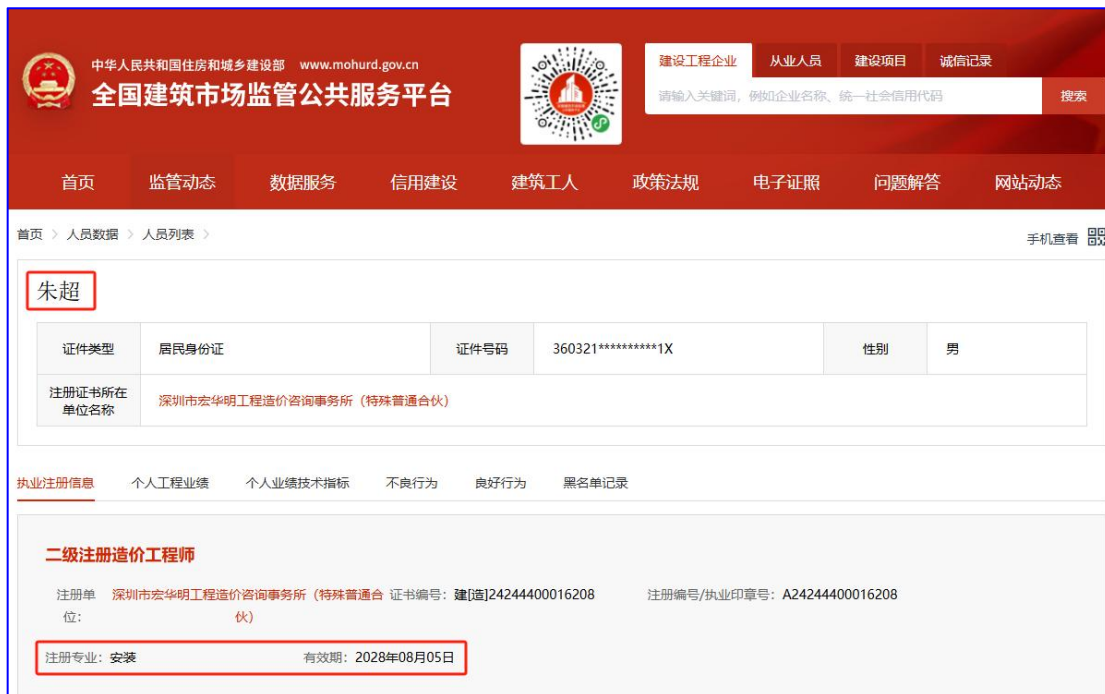 中华人民共和国住房和城乡建设部 www.mohurd.gov.cn
全国建筑市场监管公共服务平台
建设工程企业 从业人员 建设项目 诚信记录
请输入关键词，例如企业名称、统一社会信用代码 搜索
首页 监管动态 数据服务 信用建设 建筑工人 政策法规 电子证照 问题解答 网站动态
首页 > 人员数据 > 人员列表 >
手机查看
朱超
证件类型 居民身份证 证件号码 360321**********1X 性别 男
注册证书所在
单位名称
深圳市宏华明工程造价咨询事务所（特殊普通合伙）
执业注册信息 个人工程业绩 个人业绩技术指标 不良行为 良好行为 黑名单记录
二级注册造价工程师
注册单 深圳市宏华明工程造价咨询事务所（特殊普通合 证书编号：建[造]24244400016208 注册编号/执业印章号：A24244400016208
位： 伙）
注册专业：安装 有效期：2028年08月05日